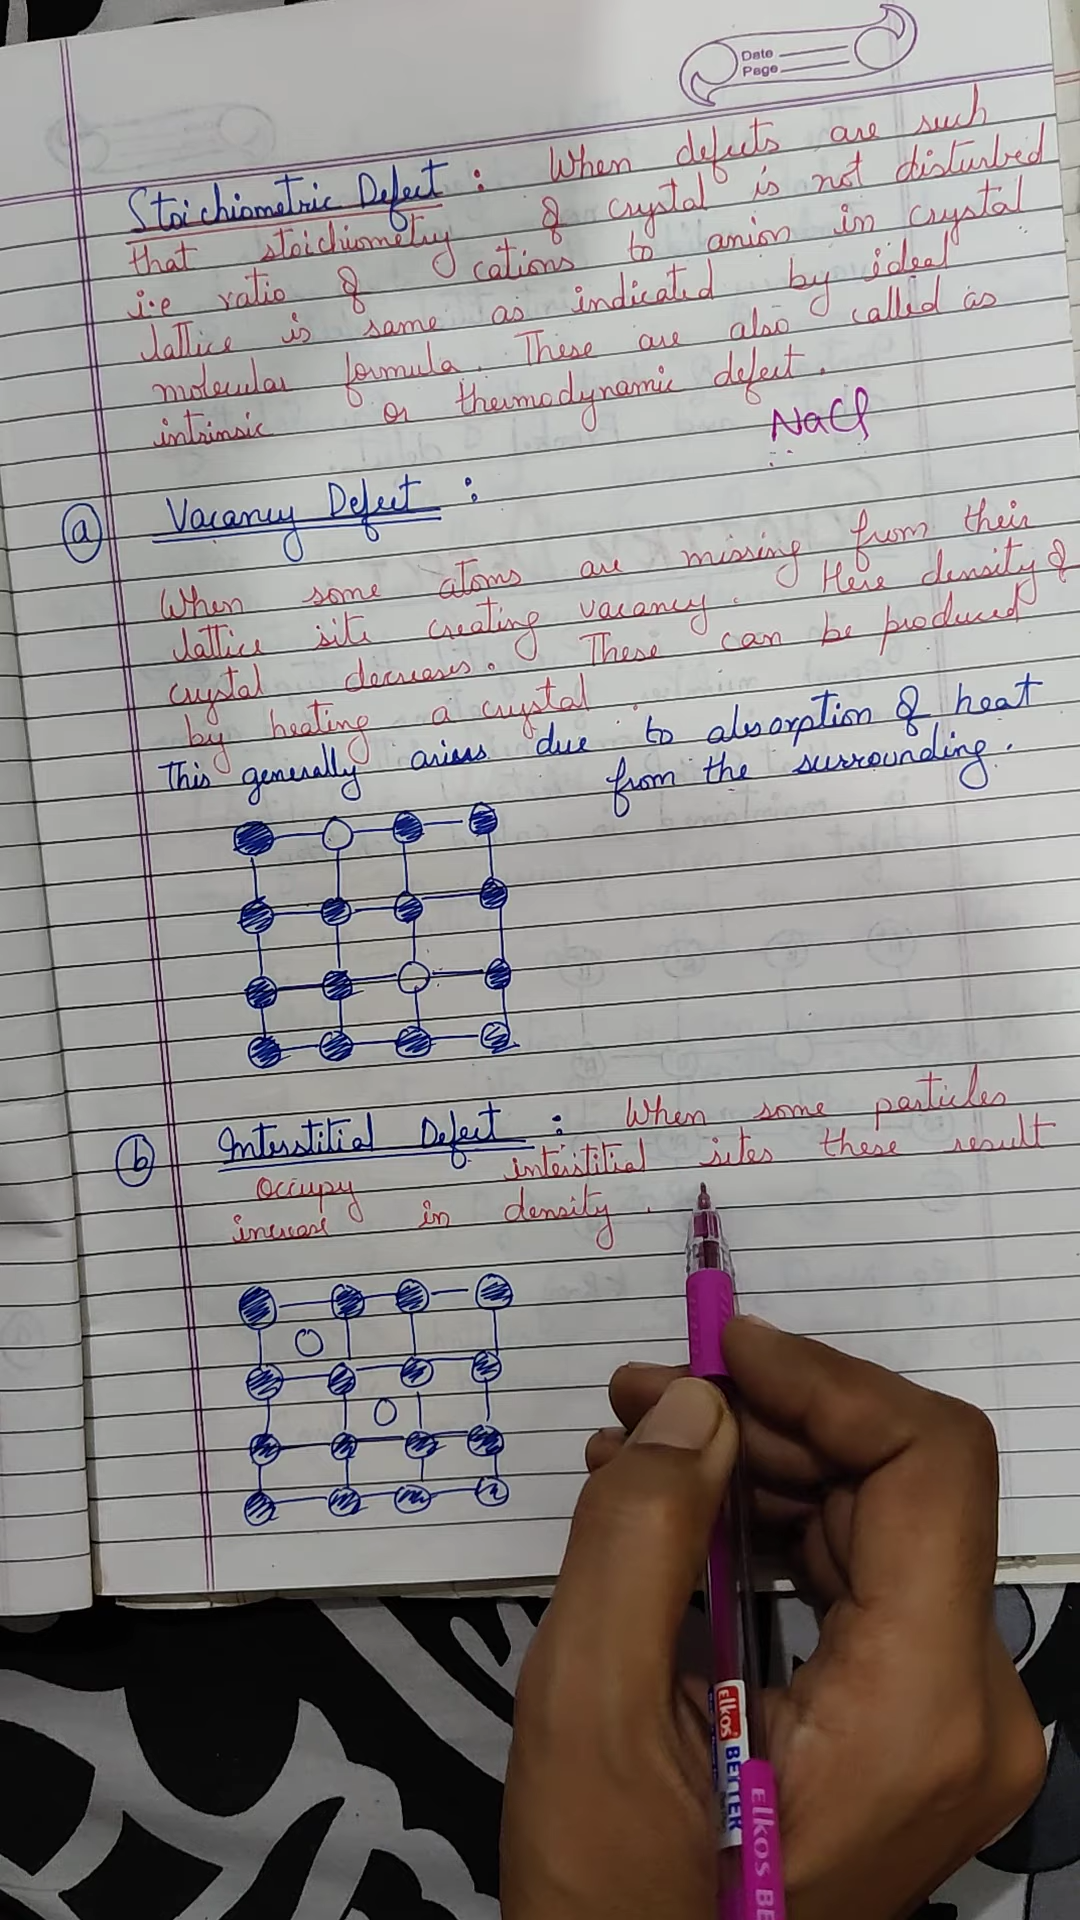 Date
Page
Stoichiometric Defect : When defects are such
that stoichiometry of crystal is not disturbed
i.e ratio of cations to anion in crystal
lattice is same as indicated by ideal
molecular formula. These are also called as
intrinsic or thermodynamic defect.
NaCl
(a) Vacancy Defect :
When some atoms are missing from their
lattice site creating vacancy. Here density of
crystal decreases. These can be produced
by heating a crystal.
This generally arises due to absorption of heat
from the surrounding.
(b) Interstitial Defect : When some particles
occupy interstitial sites these result
increase in density.
Elkos
BETTER
Elkos BE